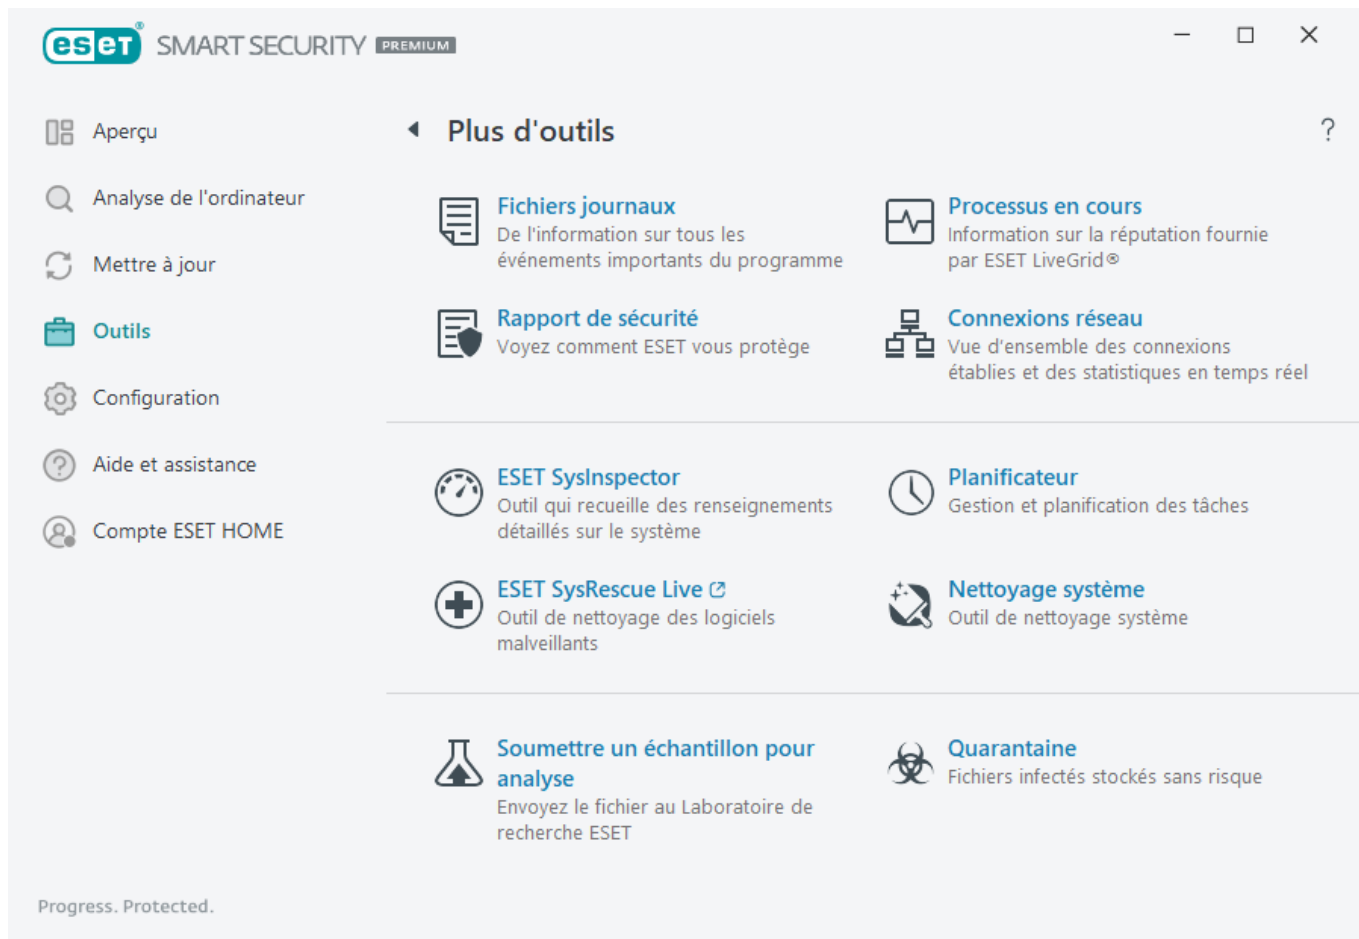 eset® SMART SECURITY PREMIUM
Aperçu
Analyse de l'ordinateur
Mettre à jour
Outils
Configuration
Aide et assistance
Compte ESET HOME
Plus d'outils
?
Fichiers journaux
De l'information sur tous les
événements importants du programme
Processus en cours
Information sur la réputation fournie
par ESET LiveGrid®
Rapport de sécurité
Voyez comment ESET vous protège
Connexions réseau
Vue d'ensemble des connexions
établies et des statistiques en temps réel
ESET SysInspector
Outil qui recueille des renseignements
détaillés sur le système
Planificateur
Gestion et planification des tâches
ESET SysRescue Live
Outil de nettoyage des logiciels
malveillants
Nettoyage système
Outil de nettoyage système
Soumettre un échantillon pour
analyse
Envoyez le fichier au Laboratoire de
recherche ESET
Quarantaine
Fichiers infectés stockés sans risque
Progress. Protected.